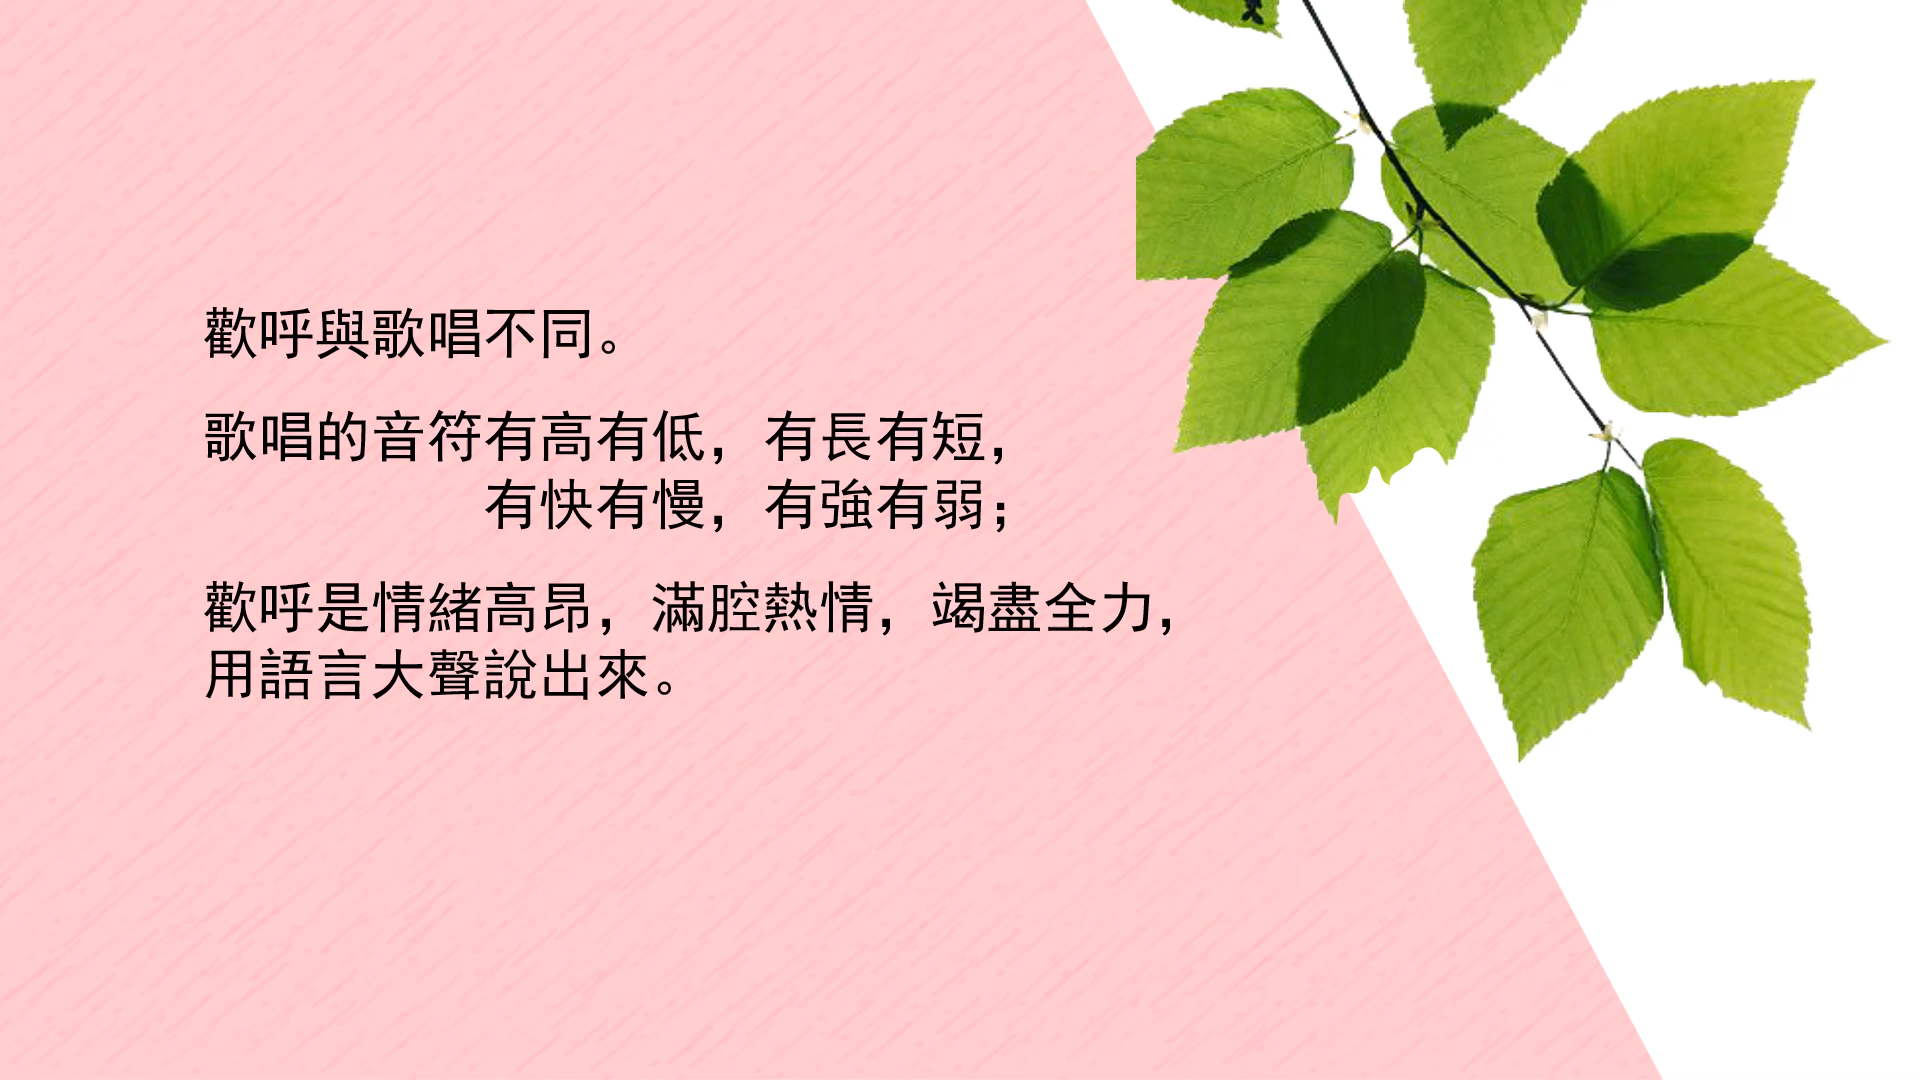 歡呼與歌唱不同。
歌唱的音符有高有低，有長有短，
有快有慢，有強有弱；
歡呼是情緒高昂，滿腔熱情，竭盡全力，
用語言大聲說出來。